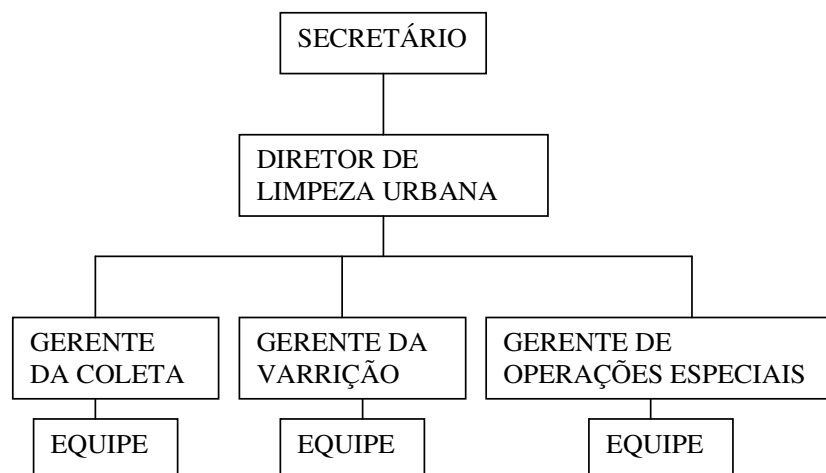 SECRETÁRIO
DIRETOR DE
LIMPEZA URBANA
GERENTE
DA COLETA
GERENTE DA
VARRIÇÃO
GERENTE DE
OPERAÇÕES ESPECIAIS
EQUIPE
EQUIPE
EQUIPE